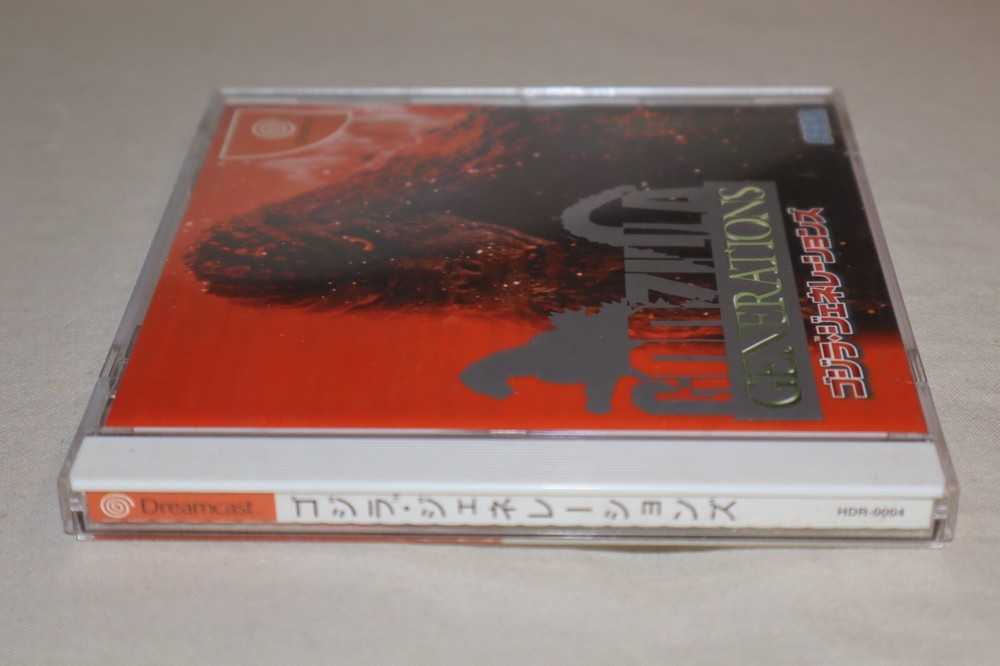 SEGA
GODZILLA
GENERATIONS
ゴジラ・ジェネレーションズ
Dreamcast
ゴジラ・ジェネレーションズ
HDR-0004